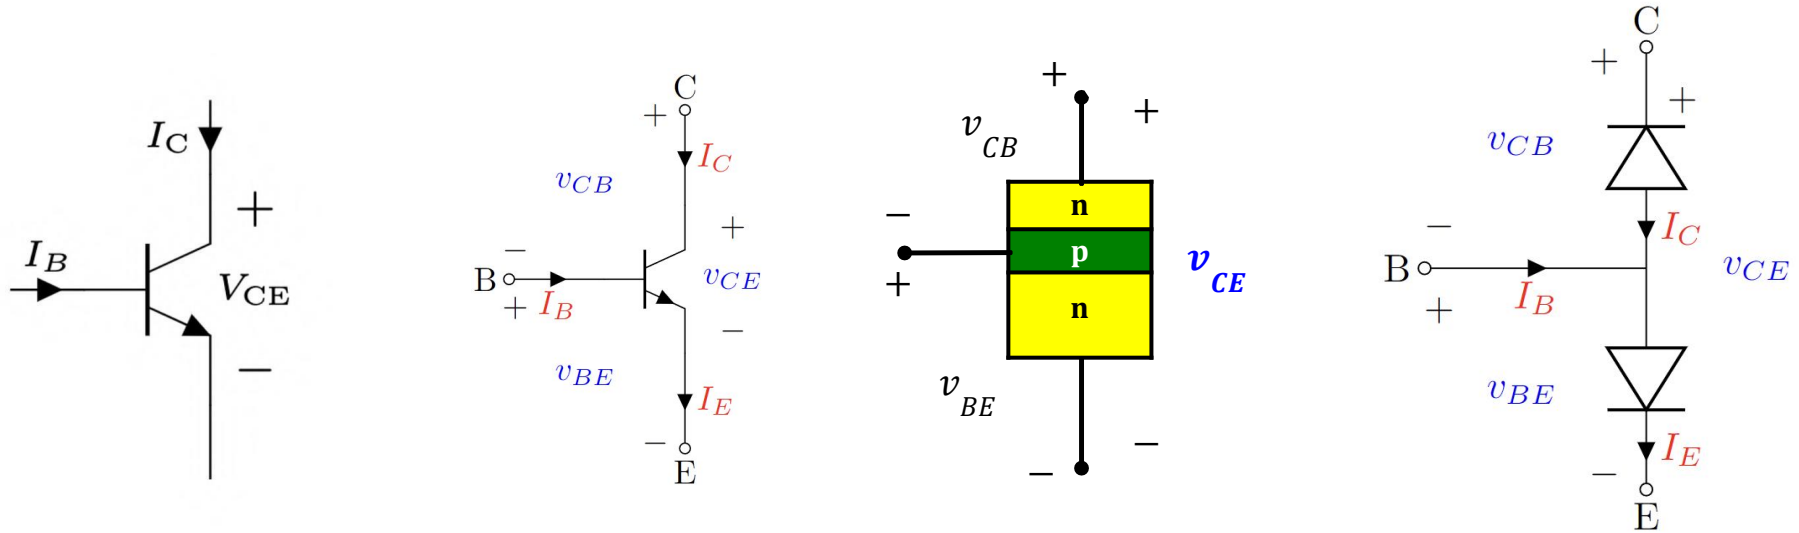 I_C
+
I_B
V_CE
−
C
+
I_C
v_CB
+
−
B
v_CE
+
I_B
−
v_BE
I_E
−
E
+
+
v_CB
n
−
p
v_CE
+
n
v_BE
−
−
C
+
+
v_CB
I_C
−
B
v_CE
I_B
+
v_BE
I_E
−
E